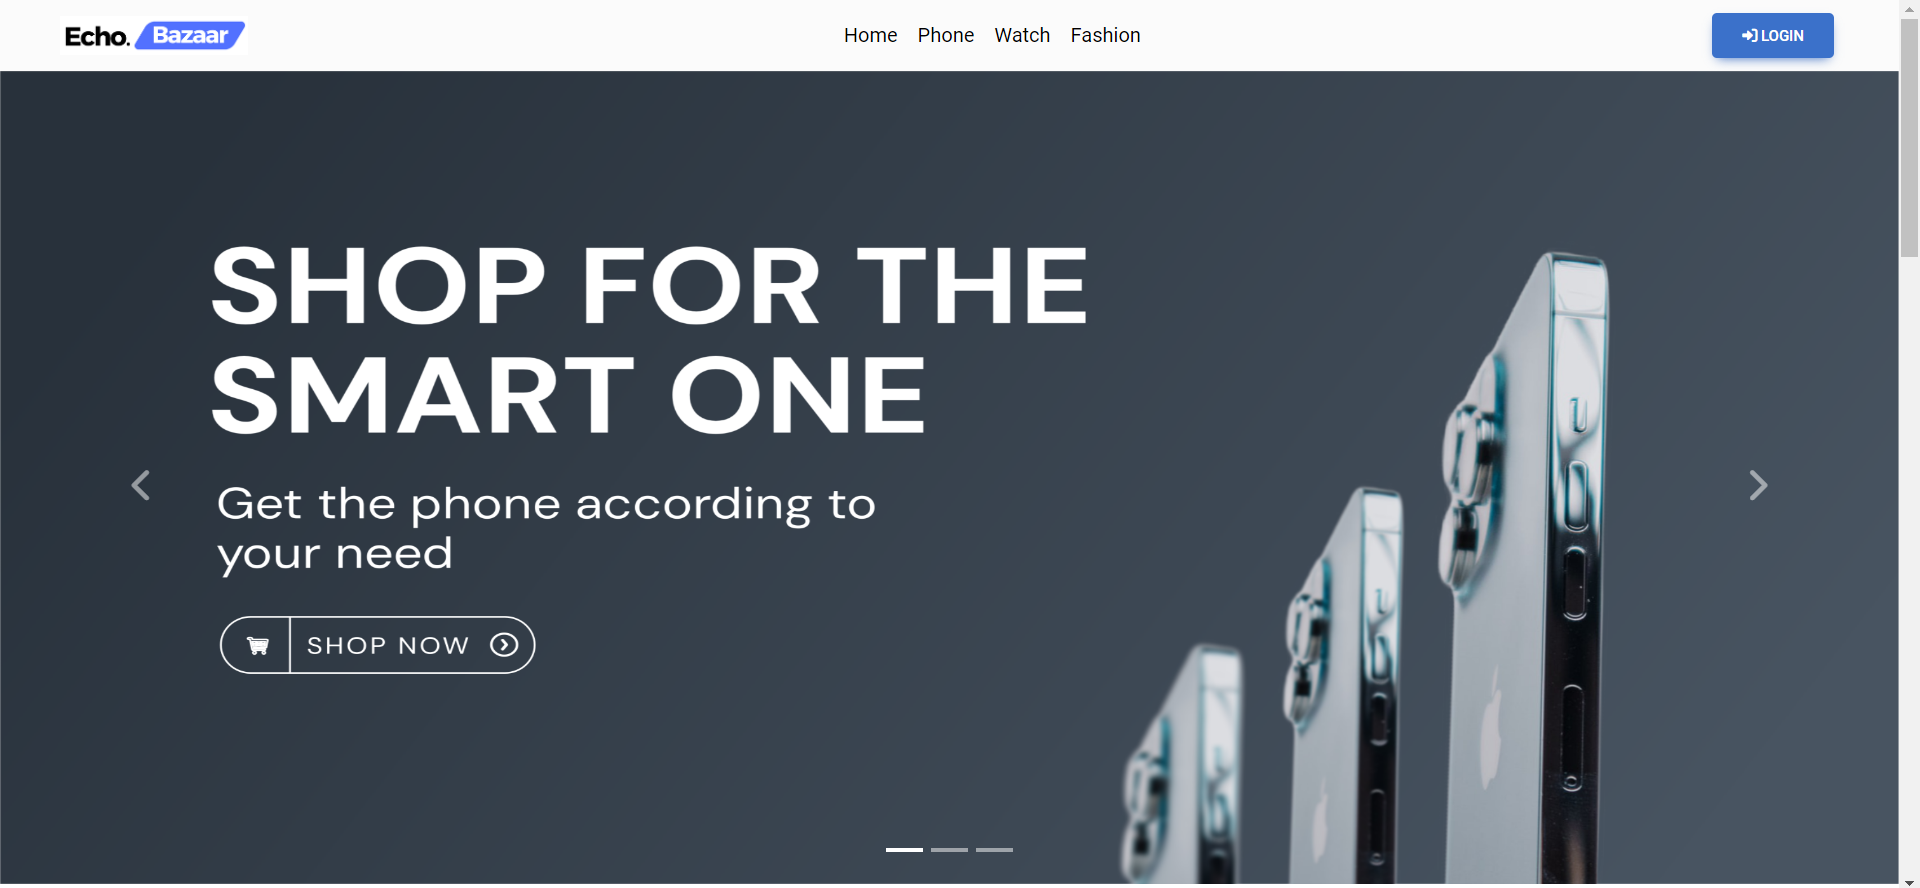 Echo. Bazaar
Home Phone Watch Fashion
LOGIN
SHOP FOR THE
SMART ONE
Get the phone according to
your need
SHOP NOW